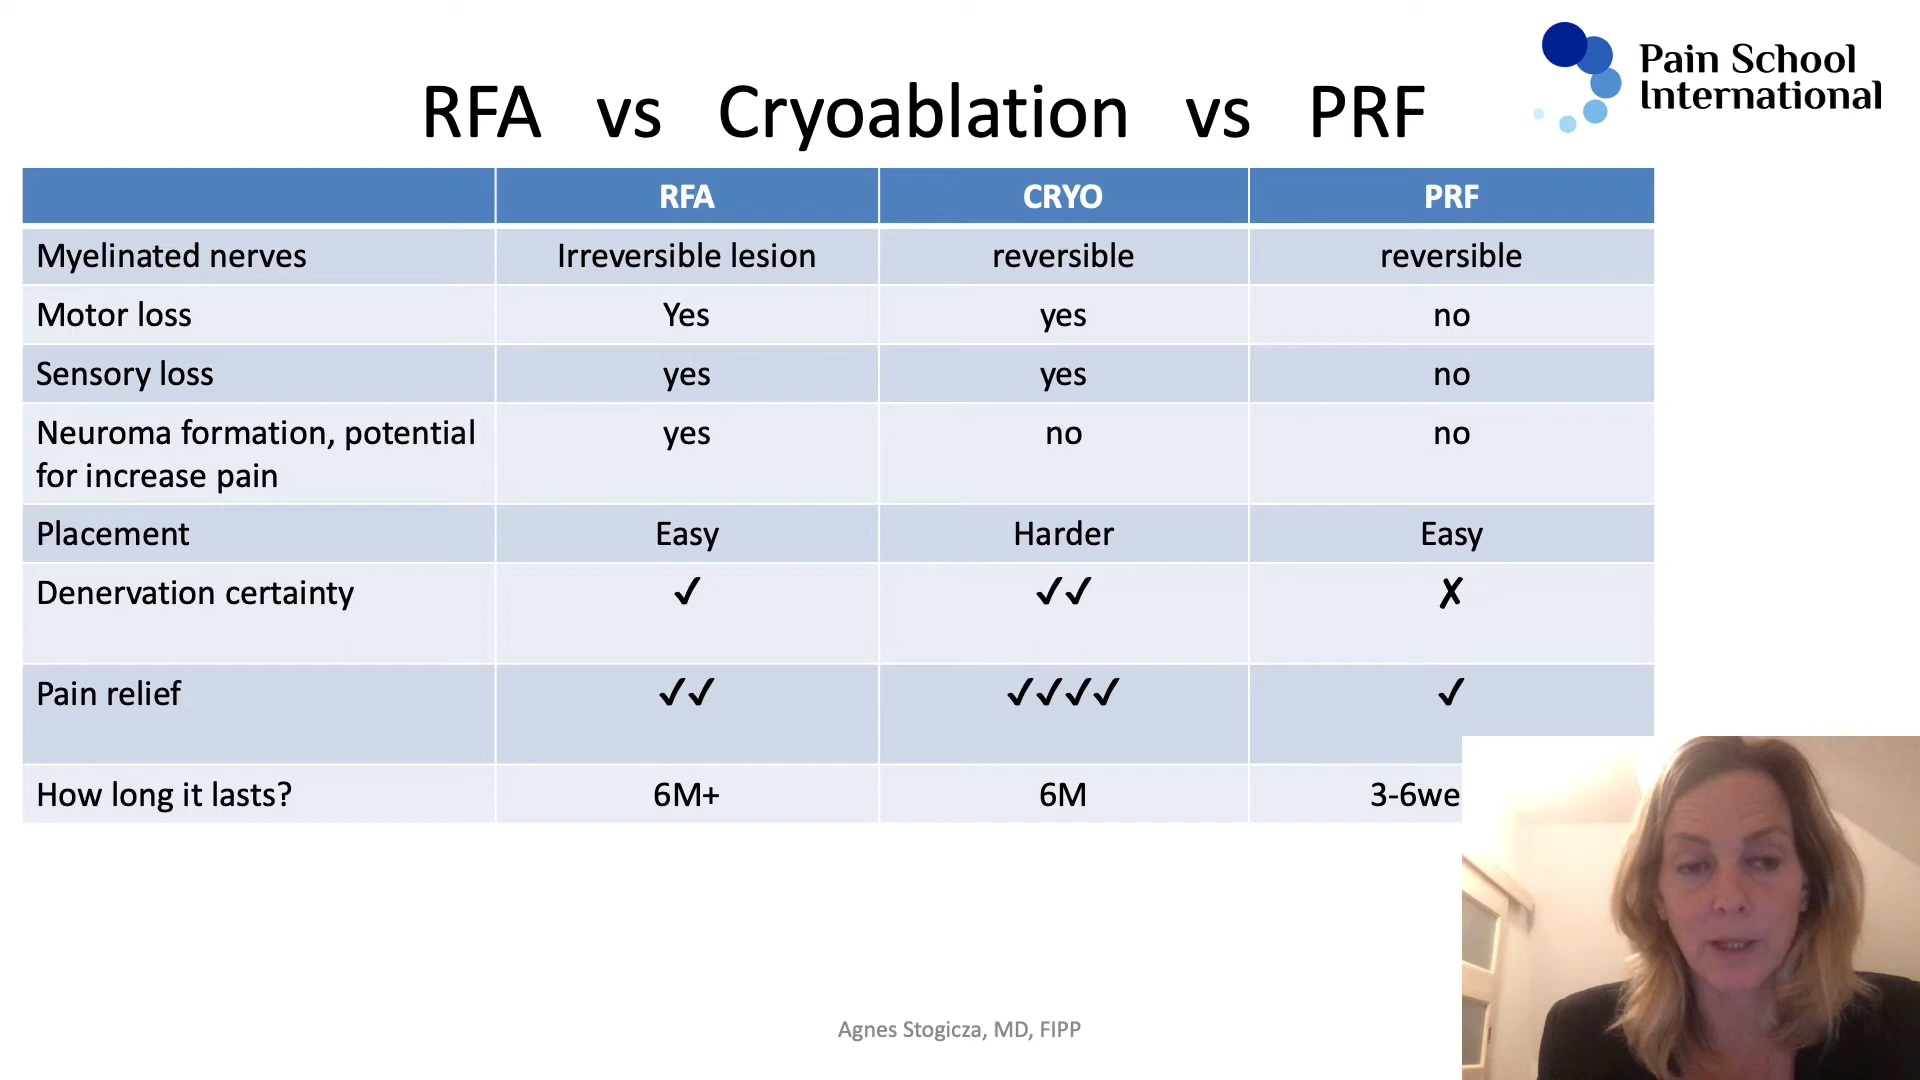 Pain School
International
RFA vs Cryoablation vs PRF
RFA CRYO PRF
Myelinated nerves Irreversible lesion reversible reversible
Motor loss Yes yes no
Sensory loss yes yes no
Neuroma formation, potential yes no no
for increase pain
Placement Easy Harder Easy
Denervation certainty ✓ ✓✓ ✗
Pain relief ✓✓ ✓✓✓✓ ✓
How long it lasts? 6M+ 6M 3-6we
Agnes Stogicza, MD, FIPP